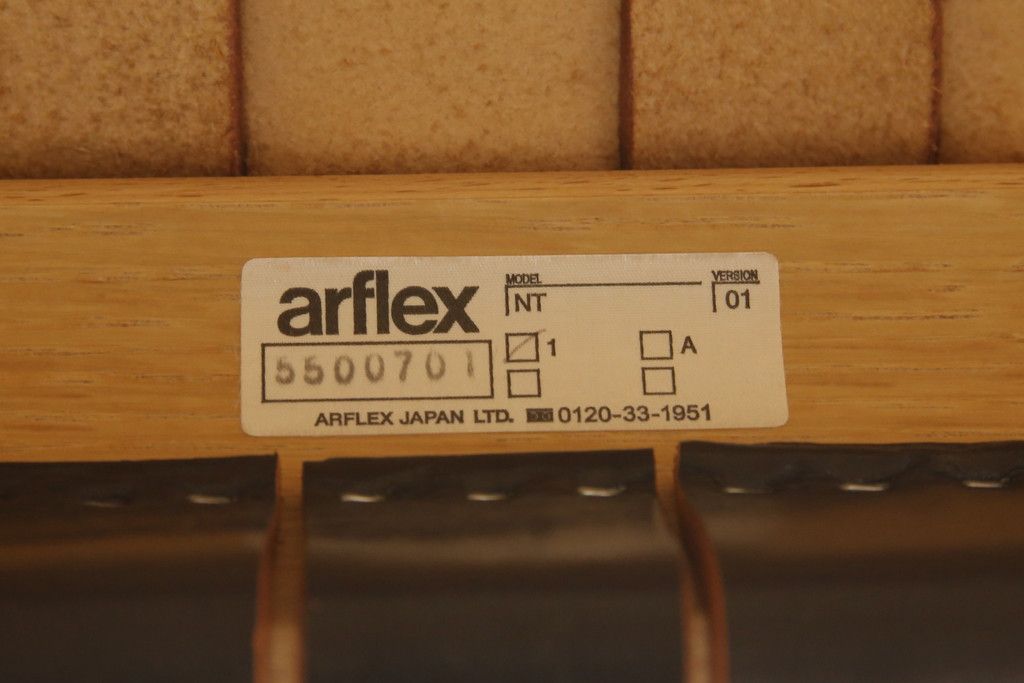 arflex
5500701
MODEL
NT
VERSION
01
1
A
ARFLEX JAPAN LTD. 0120-33-1951